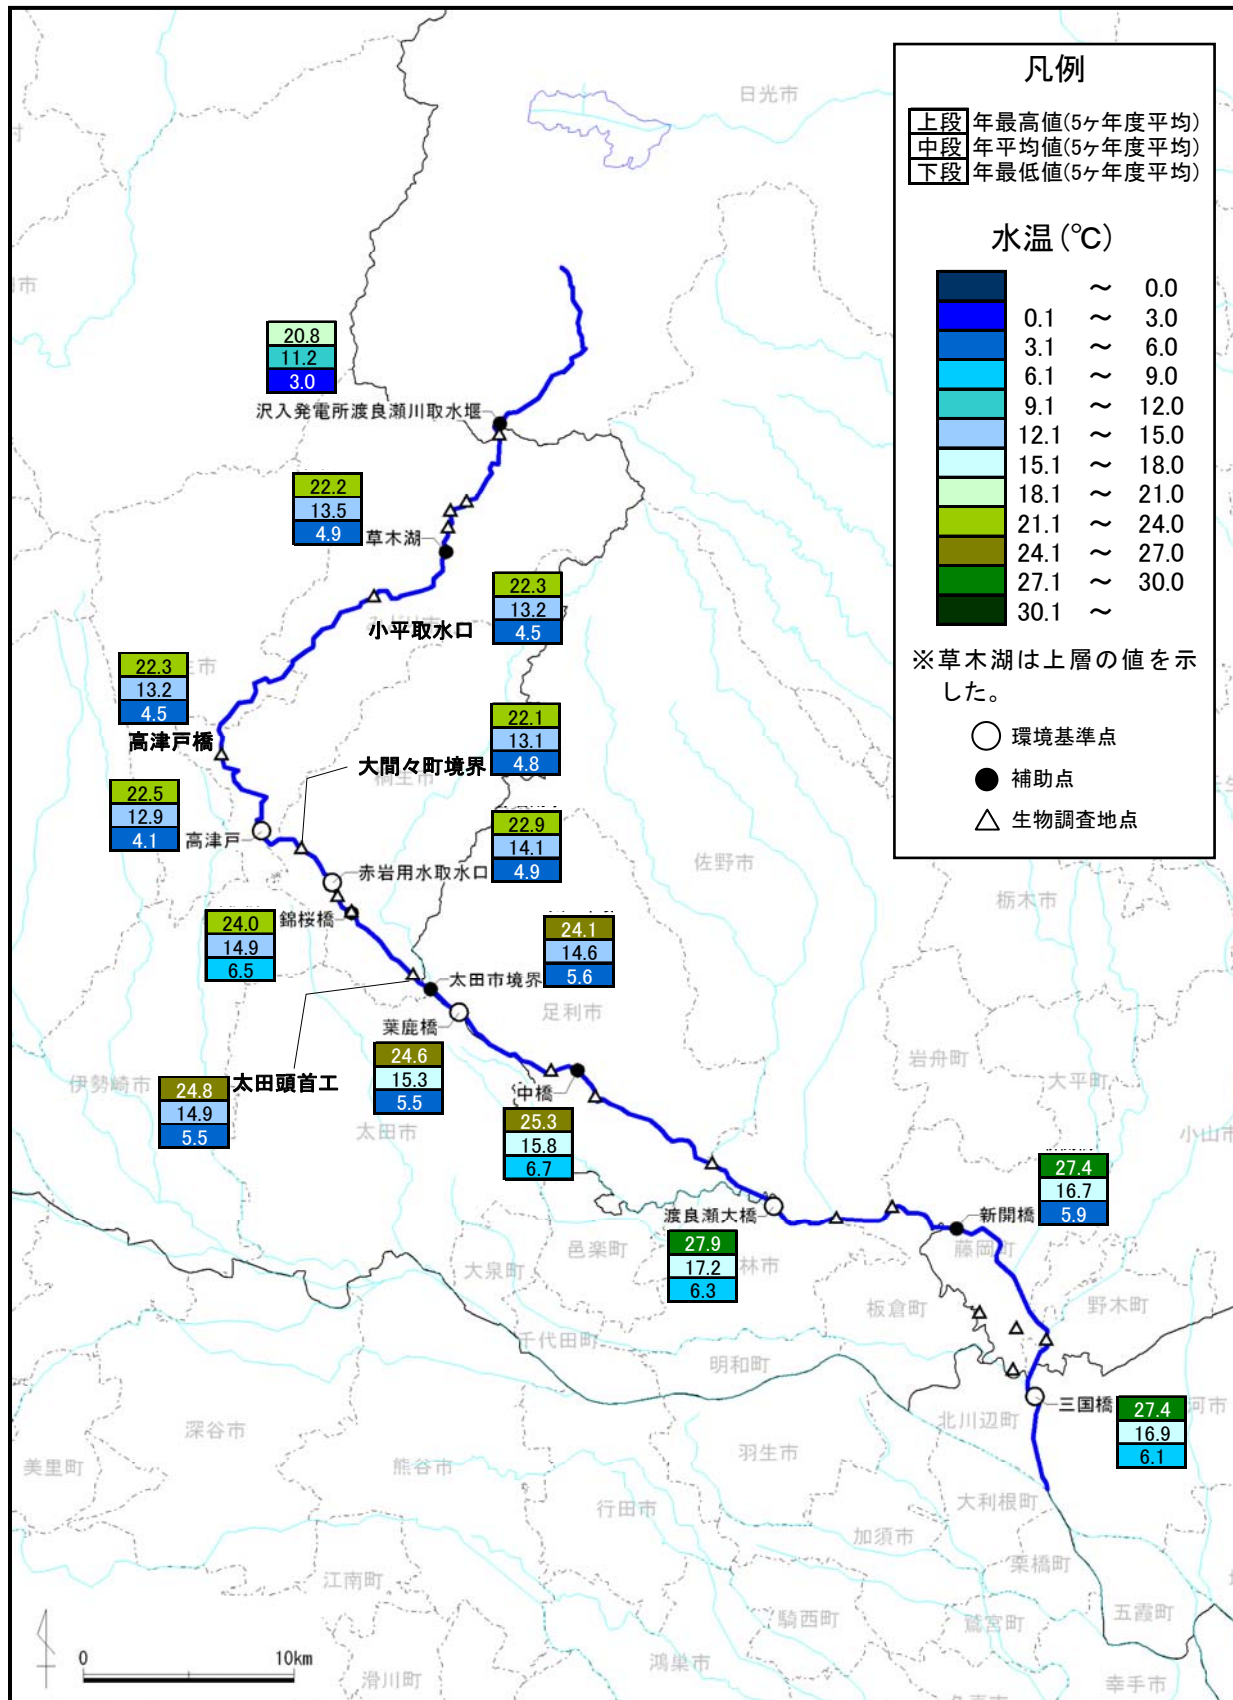 凡例
上段 年最高値(5ヶ年度平均)
中段 年平均値(5ヶ年度平均)
下段 年最低値(5ヶ年度平均)
水温(℃)
～ 0.0
0.1 ～ 3.0
3.1 ～ 6.0
6.1 ～ 9.0
9.1 ～ 12.0
12.1 ～ 15.0
15.1 ～ 18.0
18.1 ～ 21.0
21.1 ～ 24.0
24.1 ～ 27.0
27.1 ～ 30.0
30.1 ～
※草木湖は上層の値を示
した。
環境基準点
補助点
生物調査地点
日光市
市
20.8
11.2
3.0
沢入発電所渡良瀬川取水堰
22.2
13.5
4.9
草木湖
22.3
13.2
4.5
小平取水口
22.3
13.2
4.5
生市
高津戸橋
22.1
13.1
4.8
大間々町境界
桐生市
22.5
12.9
4.1
高津戸
22.9
14.1
4.9
赤岩用水取水口
佐野市
栃木市
24.0
14.9
6.5
錦桜橋
24.1
14.6
5.6
太田市境界
足利市
葉鹿橋
24.6
15.3
5.5
太田頭首工
24.8
14.9
5.5
伊勢崎市
太田市
中橋
25.3
15.8
6.7
岩舟町
大平町
小山市
27.4
16.7
5.9
新開橋
藤岡町
渡良瀬大橋
27.9
17.2
6.3
林市
邑楽町
大泉町
板倉町
野木町
千代田町
明和町
三国橋
27.4
16.9
6.1
河市
北川辺町
深谷市
美里町
熊谷市
羽生市
行田市
大利根町
加須市
栗橋町
江南町
騎西町
鷲宮町
五霞町
鴻巣市
滑川町
幸手市
0 10km